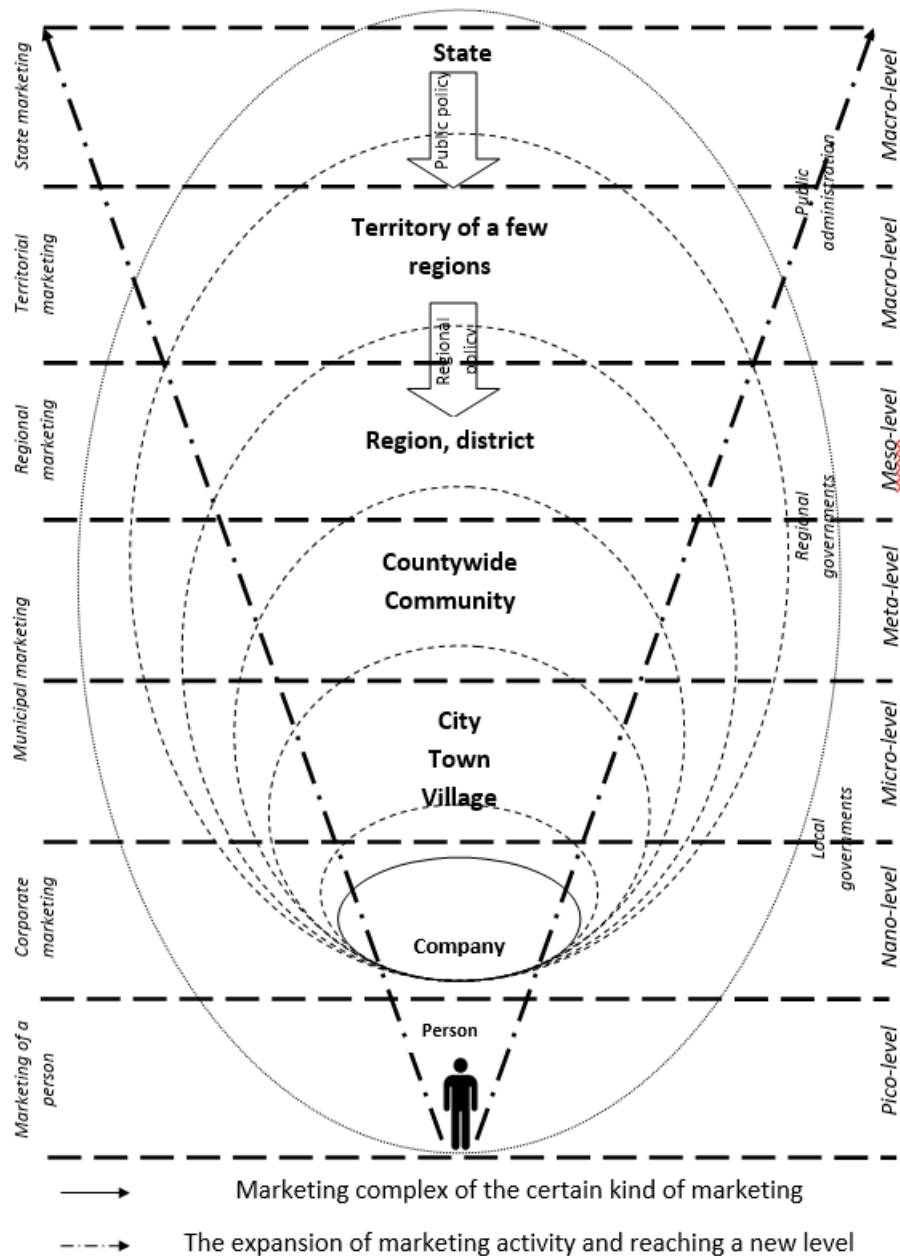 State
State marketing
Public policy
Macro-level
Public
administration
Territory of a few
regions
Territorial
marketing
Macro-level
Regional
policy
Regional
marketing
Region, district
Meso-level
Regional
governments
Countywide
Community
Meta-level
Municipal marketing
City
Town
Village
Micro-level
Local
governments
Corporate
marketing
Company
Nano-level
Marketing of a
person
Person
Pico-level
Marketing complex of the certain kind of marketing
The expansion of marketing activity and reaching a new level